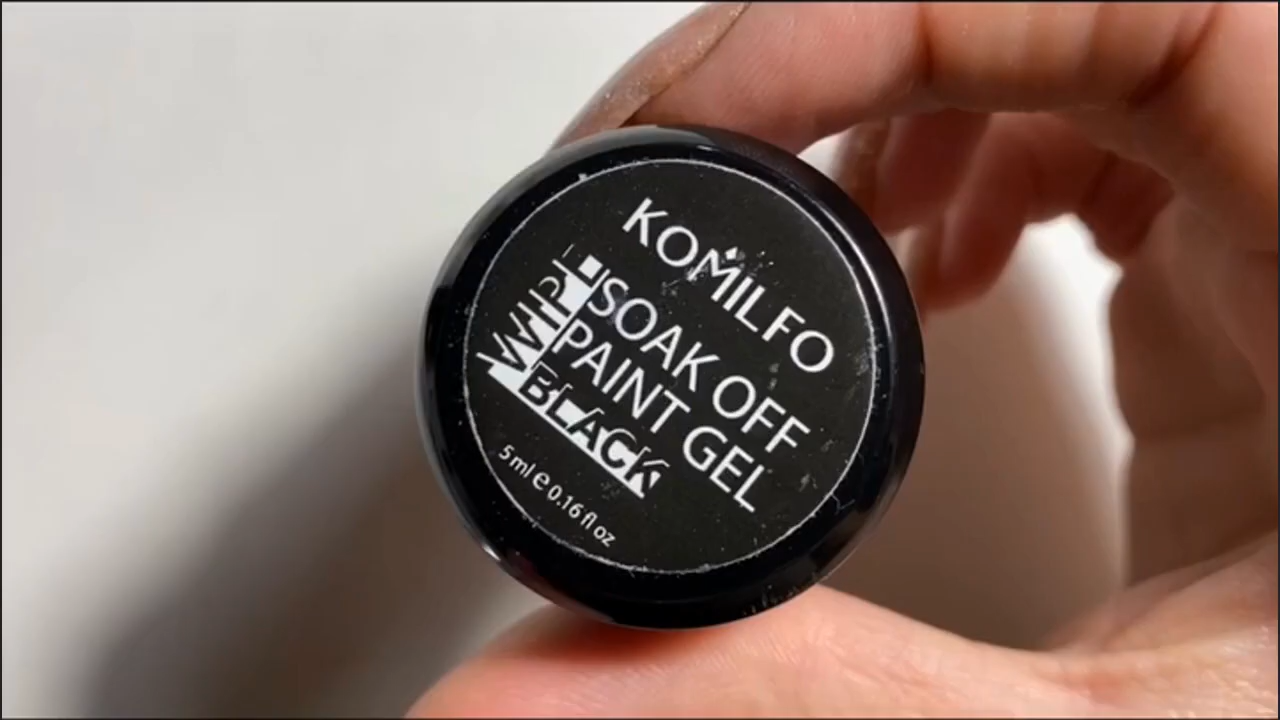 KOMILFO
WIPE
SOAK OFF
PAINT GEL
BLACK
5ml e 0.16 fl oz